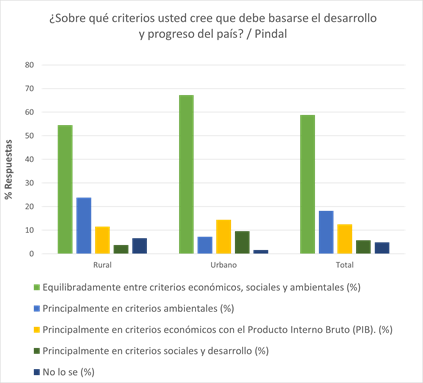 ¿Sobre qué criterios usted cree que debe basarse el desarrollo
y progreso del país? / Pindal
80
70
60
50
40
30
20
10
0
% Respuestas
Rural
Urbano
Total
Equilibradamente entre criterios económicos, sociales y ambientales (%)
Principalmente en criterios ambientales (%)
Principalmente en criterios económicos con el Producto Interno Bruto (PIB). (%)
Principalmente en criterios sociales y desarrollo (%)
No lo se (%)